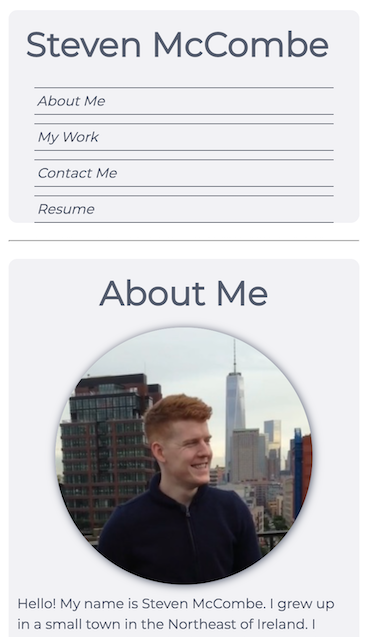 Steven McCombe
About Me
My Work
Contact Me
Resume
About Me
Hello! My name is Steven McCombe. I grew up
in a small town in the Northeast of Ireland. I